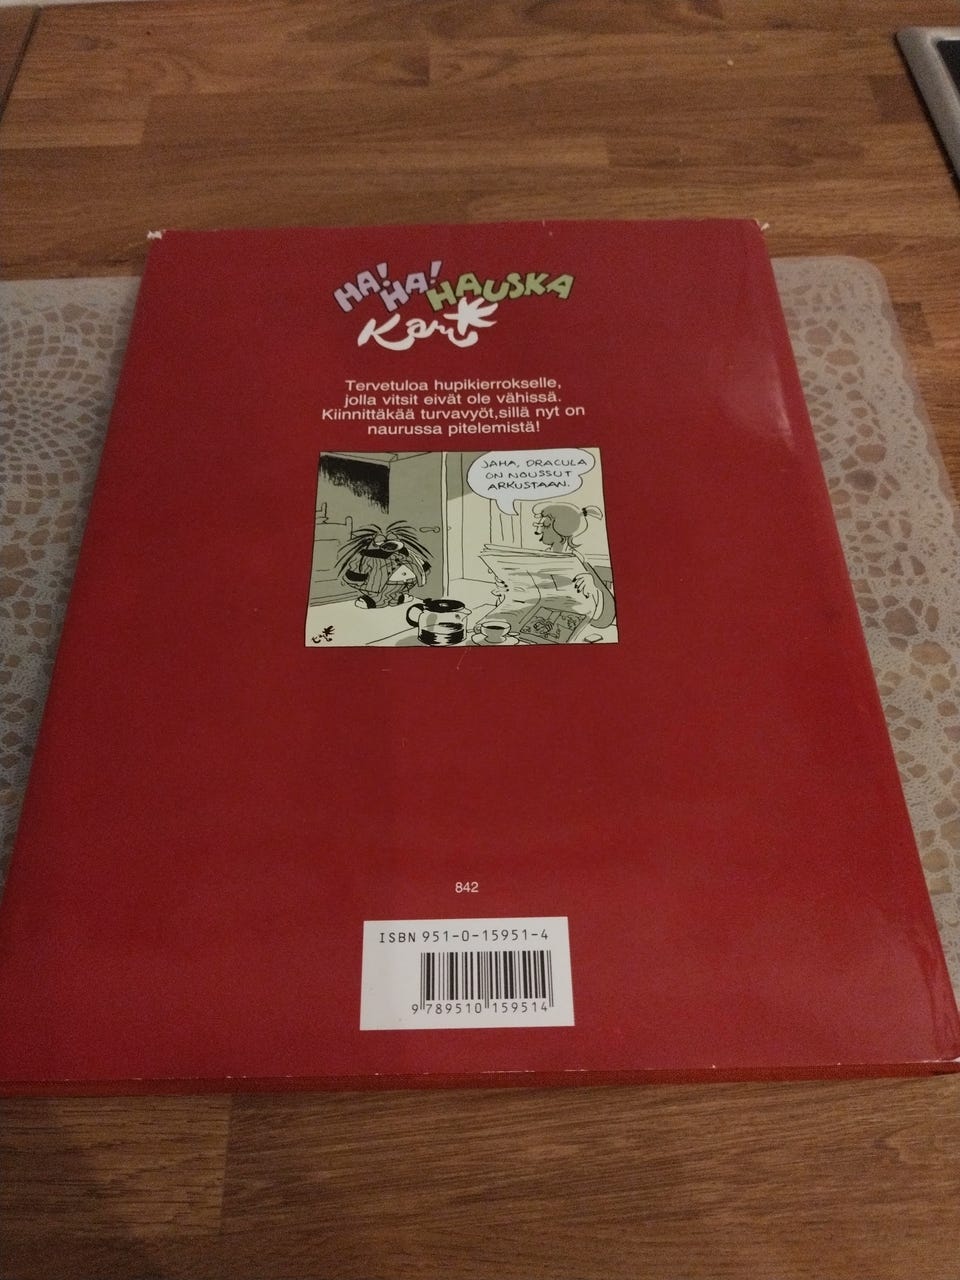 HA! HA! HAUSKA
Kari
Tervetuloa hupikierrokselle,
jolla vitsit eivät ole vähissä.
Kiinnittäkää turvavyöt,sillä nyt on
naurussa pitelemistä!
JAHA, DRACULA
ON NOUSSUT
ARKUSTAAN.
842
ISBN 951-0-15951-4
9 789510 159514